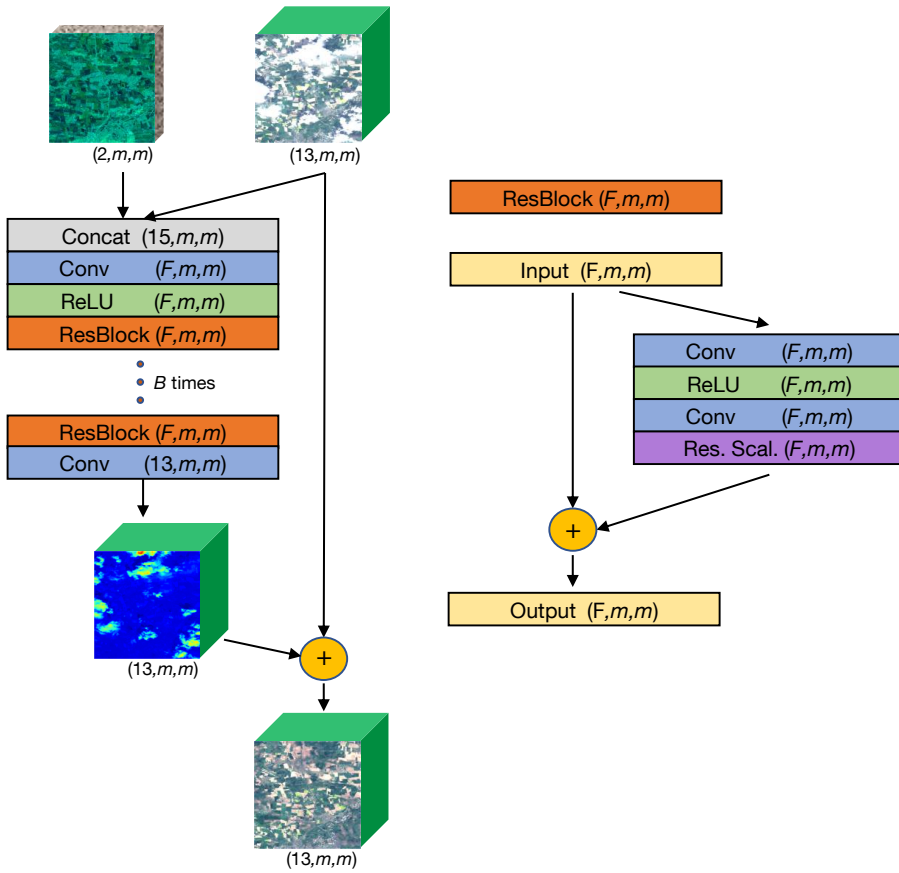 (2,m,m)
(13,m,m)
Concat (15,m,m)
Conv (F,m,m)
ReLU (F,m,m)
ResBlock (F,m,m)
B times
ResBlock (F,m,m)
Conv (13,m,m)
(13,m,m)
+
(13,m,m)
ResBlock (F,m,m)
Input (F,m,m)
Conv (F,m,m)
ReLU (F,m,m)
Conv (F,m,m)
Res. Scal. (F,m,m)
+
Output (F,m,m)